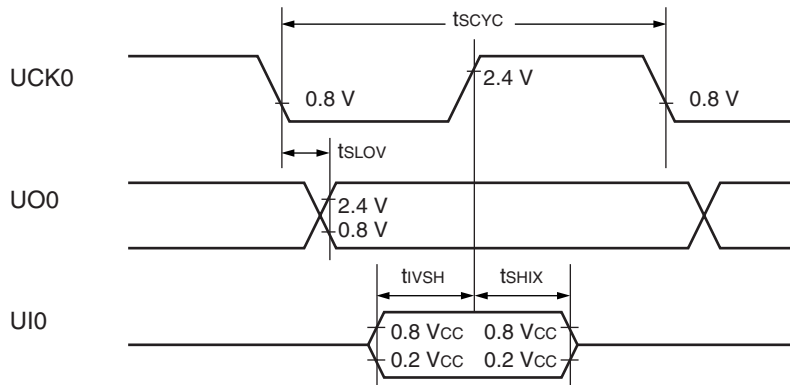 tSCYC
UCK0
2.4 V
0.8 V
0.8 V
tSLOV
UO0
2.4 V
0.8 V
tIVSH
tSHIX
UI0
0.8 VCC
0.8 VCC
0.2 VCC
0.2 VCC